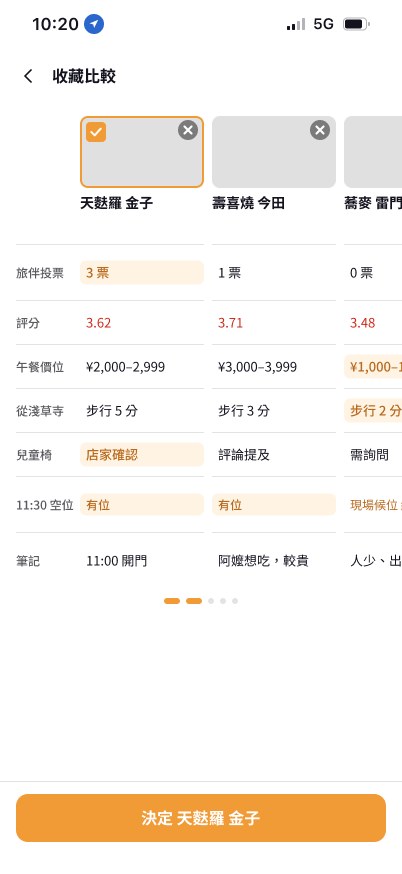 10:20 5G
收藏比較
天麩羅 金子 壽喜燒 今田 蕎麥 雷門
旅伴投票 3 票 1 票 0 票
評分 3.62 3.71 3.48
午餐價位 ¥2,000–2,999 ¥3,000–3,999 ¥1,000–1
從淺草寺 步行 5 分 步行 3 分 步行 2 分
兒童椅 店家確認 評論提及 需詢問
11:30 空位 有位 有位 現場候位
筆記 11:00 開門 阿嬤想吃，較貴 人少、出
決定 天麩羅 金子